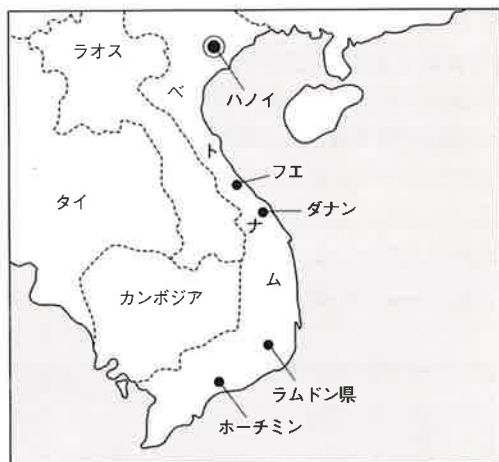 ラオス
ハノイ
ベトナム
フエ
ダナン
タイ
カンボジア
ラムドン県
ホーチミン